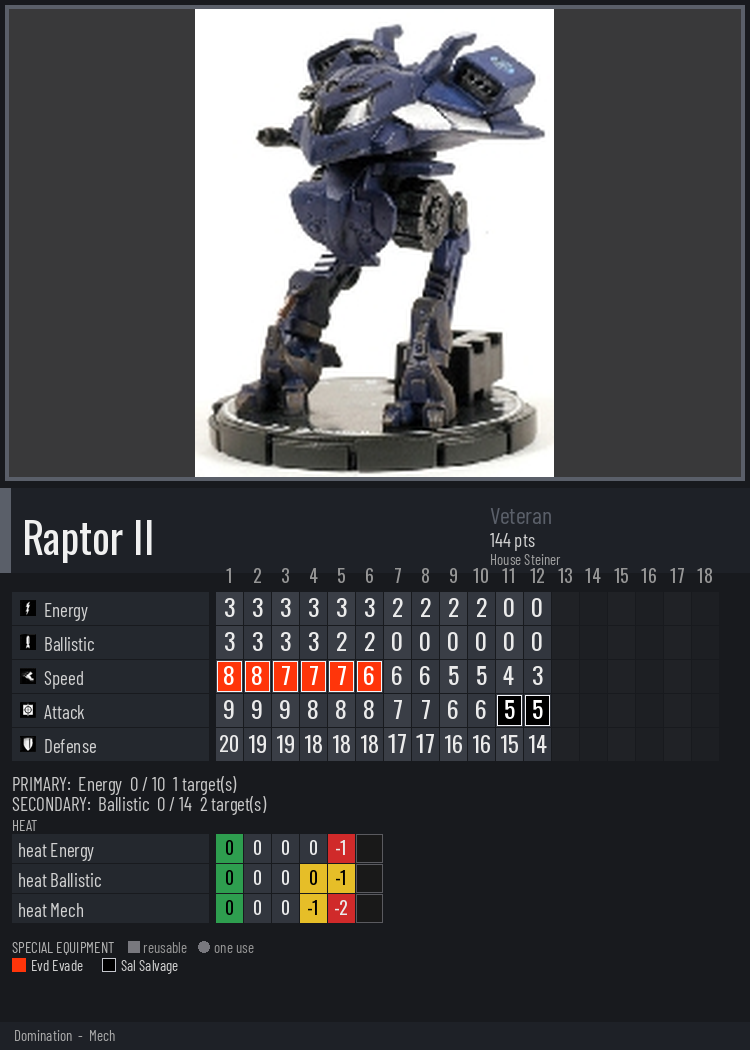 Raptor II
Veteran
144 pts
House Steiner
1 2 3 4 5 6 7 8 9 10 11 12 13 14 15 16 17 18
Energy 3 3 3 3 3 3 2 2 2 2 0 0
Ballistic 3 3 3 3 2 2 0 0 0 0 0 0
Speed 8 8 7 7 7 6 6 6 5 5 4 3
Attack 9 9 9 8 8 8 7 7 6 6 5 5
Defense 20 19 19 18 18 18 17 17 16 16 15 14
PRIMARY: Energy 0 / 10 1 target(s)
SECONDARY: Ballistic 0 / 14 2 target(s)
HEAT
heat Energy 0 0 0 0 -1
heat Ballistic 0 0 0 0 -1
heat Mech 0 0 0 -1 -2
SPECIAL EQUIPMENT reusable one use
Evd Evade Sal Salvage
Domination - Mech